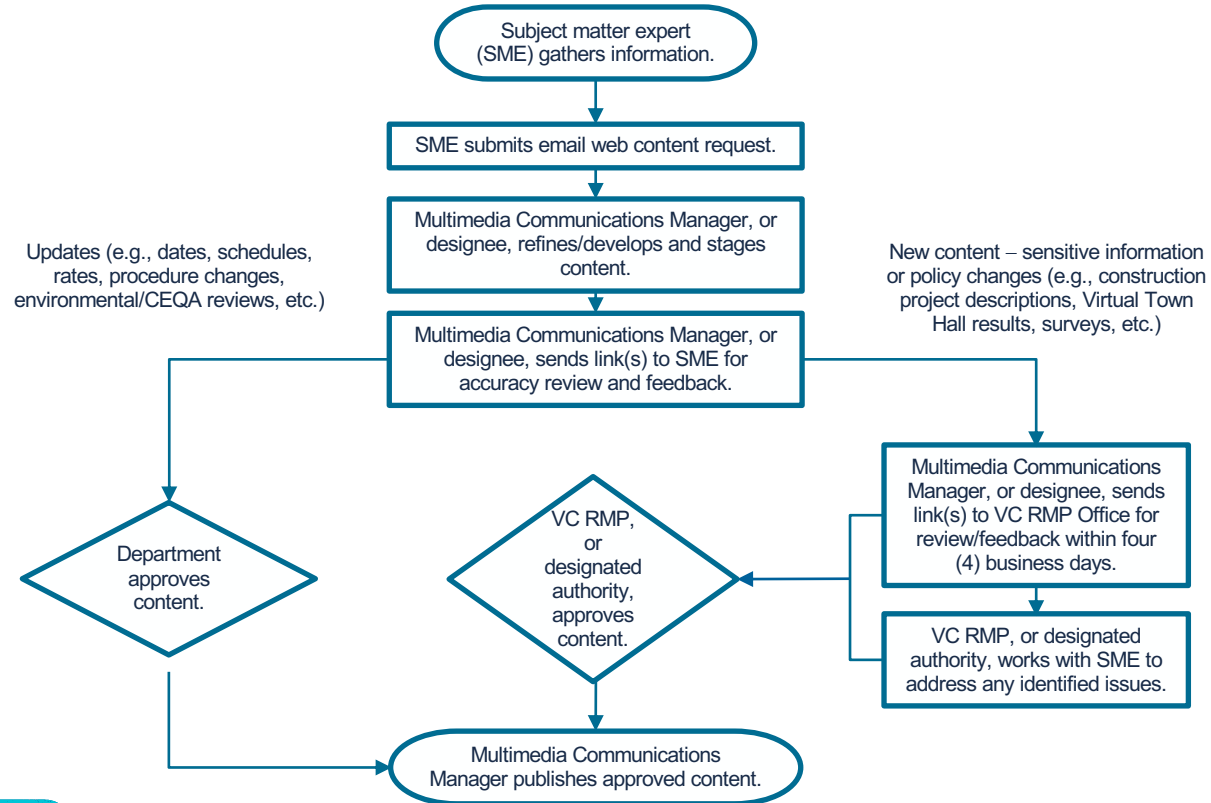 Subject matter expert
(SME) gathers information.
SME submits email web content request.
Multimedia Communications Manager, or
designee, refines/develops and stages
content.
Updates (e.g., dates, schedules,
rates, procedure changes,
environmental/CEQA reviews, etc.)
New content – sensitive information
or policy changes (e.g., construction
project descriptions, Virtual Town
Hall results, surveys, etc.)
Multimedia Communications Manager, or
designee, sends link(s) to SME for
accuracy review and feedback.
Department
approves
content.
VC RMP,
or
designated
authority,
approves
content.
Multimedia Communications
Manager, or designee, sends
link(s) to VC RMP Office for
review/feedback within four
(4) business days.
VC RMP, or designated
authority, works with SME to
address any identified issues.
Multimedia Communications
Manager publishes approved content.